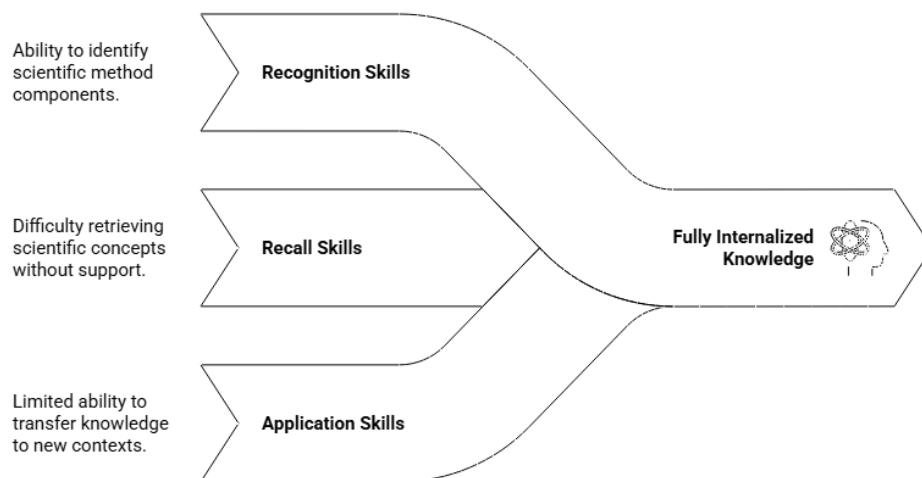 Ability to identify
scientific method
components.
Recognition Skills
Difficulty retrieving
scientific concepts
without support.
Recall Skills
Fully Internalized
Knowledge
Limited ability to
transfer knowledge
to new contexts.
Application Skills